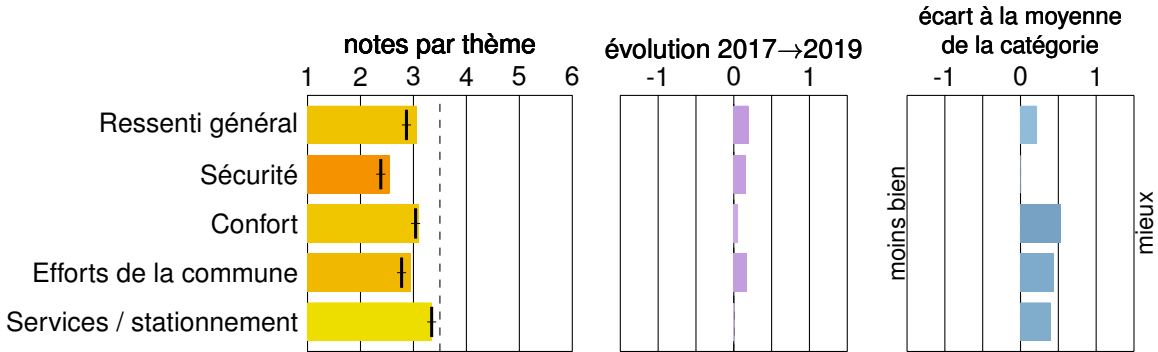 notes par thème
1 2 3 4 5 6
évolution 2017→2019
-1 0 1
écart à la moyenne
de la catégorie
-1 0 1
Ressenti général
Sécurité
Confort
Efforts de la commune
Services / stationnement
moins bien
mieux